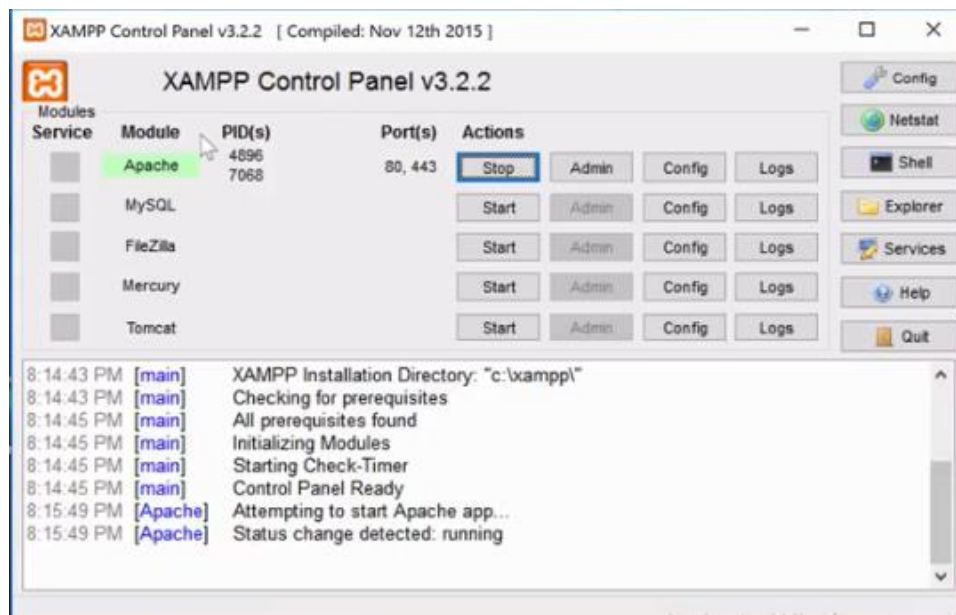 XAMPP Control Panel v3.2.2 [ Compiled: Nov 12th 2015 ]
XAMPP Control Panel v3.2.2
Config
Modules
Netstat
Service Module PID(s) Port(s) Actions
Apache 4896 7068 80, 443 Stop Admin Config Logs
Shell
MySQL Start Admin Config Logs
Explorer
FileZilla Start Admin Config Logs
Services
Mercury Start Admin Config Logs
Help
Tomcat Start Admin Config Logs
Quit
8:14:43 PM [main] XAMPP Installation Directory: "c:\xampp\"
8:14:43 PM [main] Checking for prerequisites
8:14:45 PM [main] All prerequisites found
8:14:45 PM [main] Initializing Modules
8:14:45 PM [main] Starting Check-Timer
8:14:45 PM [main] Control Panel Ready
8:15:49 PM [Apache] Attempting to start Apache app...
8:15:49 PM [Apache] Status change detected: running